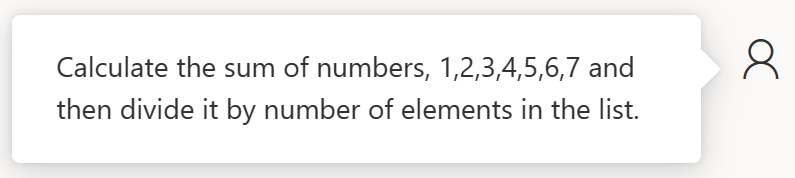 Calculate the sum of numbers, 1,2,3,4,5,6,7 and
then divide it by number of elements in the list.